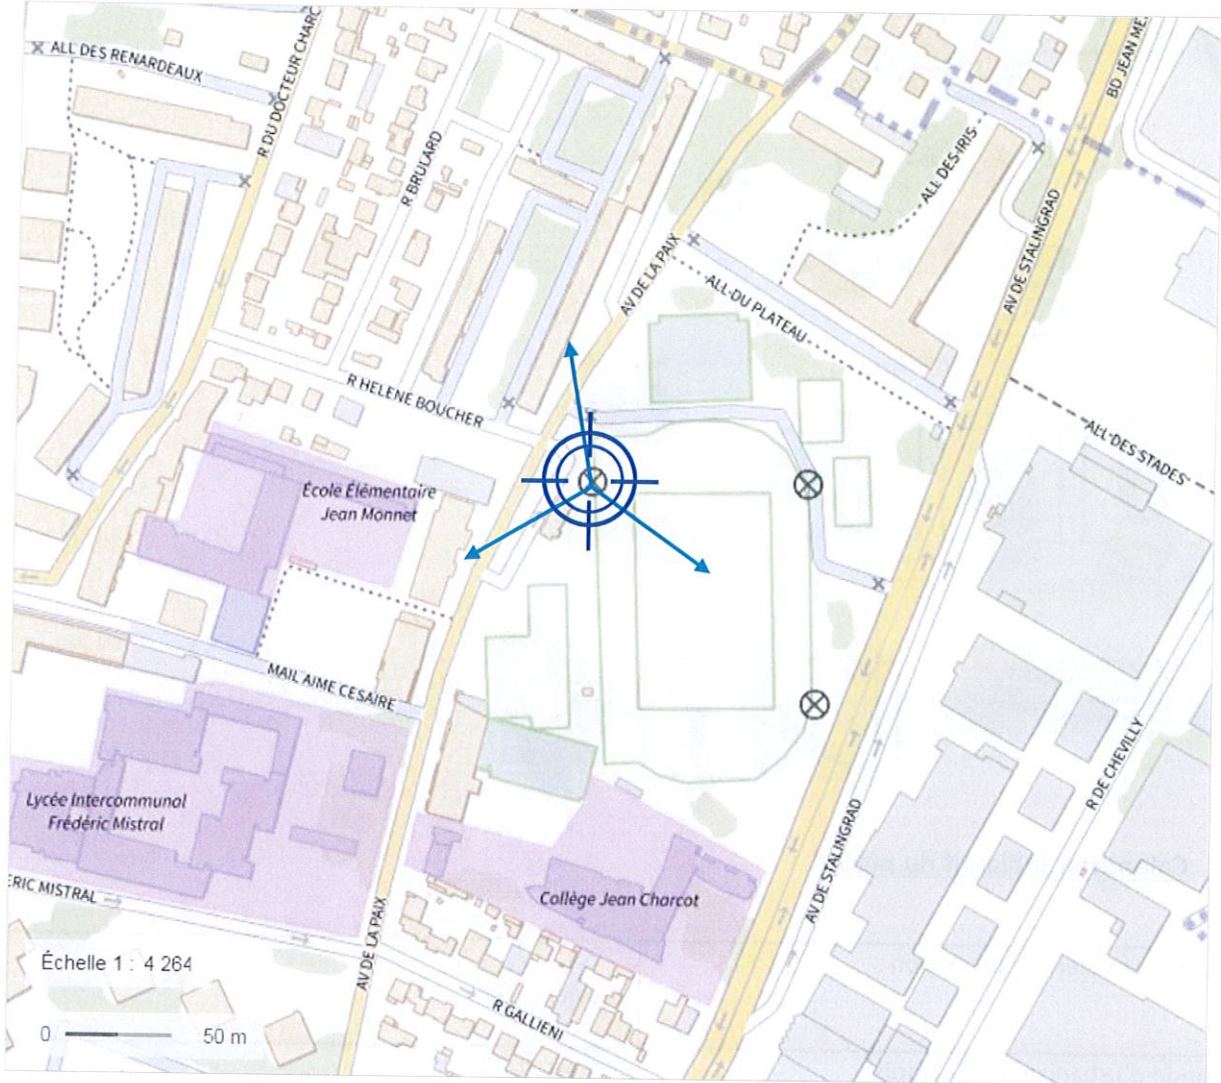 ALL DES RENARDEAUX
R DU DOCTEUR CHARC
R BRULARD
BD JEAN ME
ALL DES IRIS
AV DE STALINGRAD
AV DE LA PAIX
ALL DU PLATEAU
R HELENE BOUCHER
ALL DES STADES
École Élémentaire
Jean Monnet
MAIL AIME CESAIRE
Lycée Intercommunal
Frédéric Mistral
R DE CHEVILLY
AV DE STALINGRAD
Collège Jean Charcot
ERIC MISTRAL
AV DE LA PAIX
Échelle 1 : 4 264
R GALLIENI
0 50 m